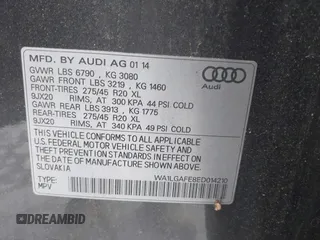 MFD. BY AUDI AG 01 14
GVWR LBS 6790 , KG 3080
GAWR FRONT LBS 3219 , KG 1460
FRONT-TIRES 275/45 R20 XL
9JX20 RIMS, AT 300 KPA 44 PSI COLD
GAWR REAR LBS 3913 , KG 1775
REAR-TIRES 275/45 R20 XL
9JX20 RIMS, AT 340 KPA 49 PSI COLD
Audi
THIS VEHICLE CONFORMS TO ALL APPLICABLE
U.S. FEDERAL MOTOR VEHICLE SAFETY AND
THEFT PREVENTION STANDARDS IN EFFECT
ON THE DATE OF MANUFACTURE SHOWN ABOVE.
SLOVAKIA
TYPE: WA1LGAFE8ED014210
MPV
DREAMBID